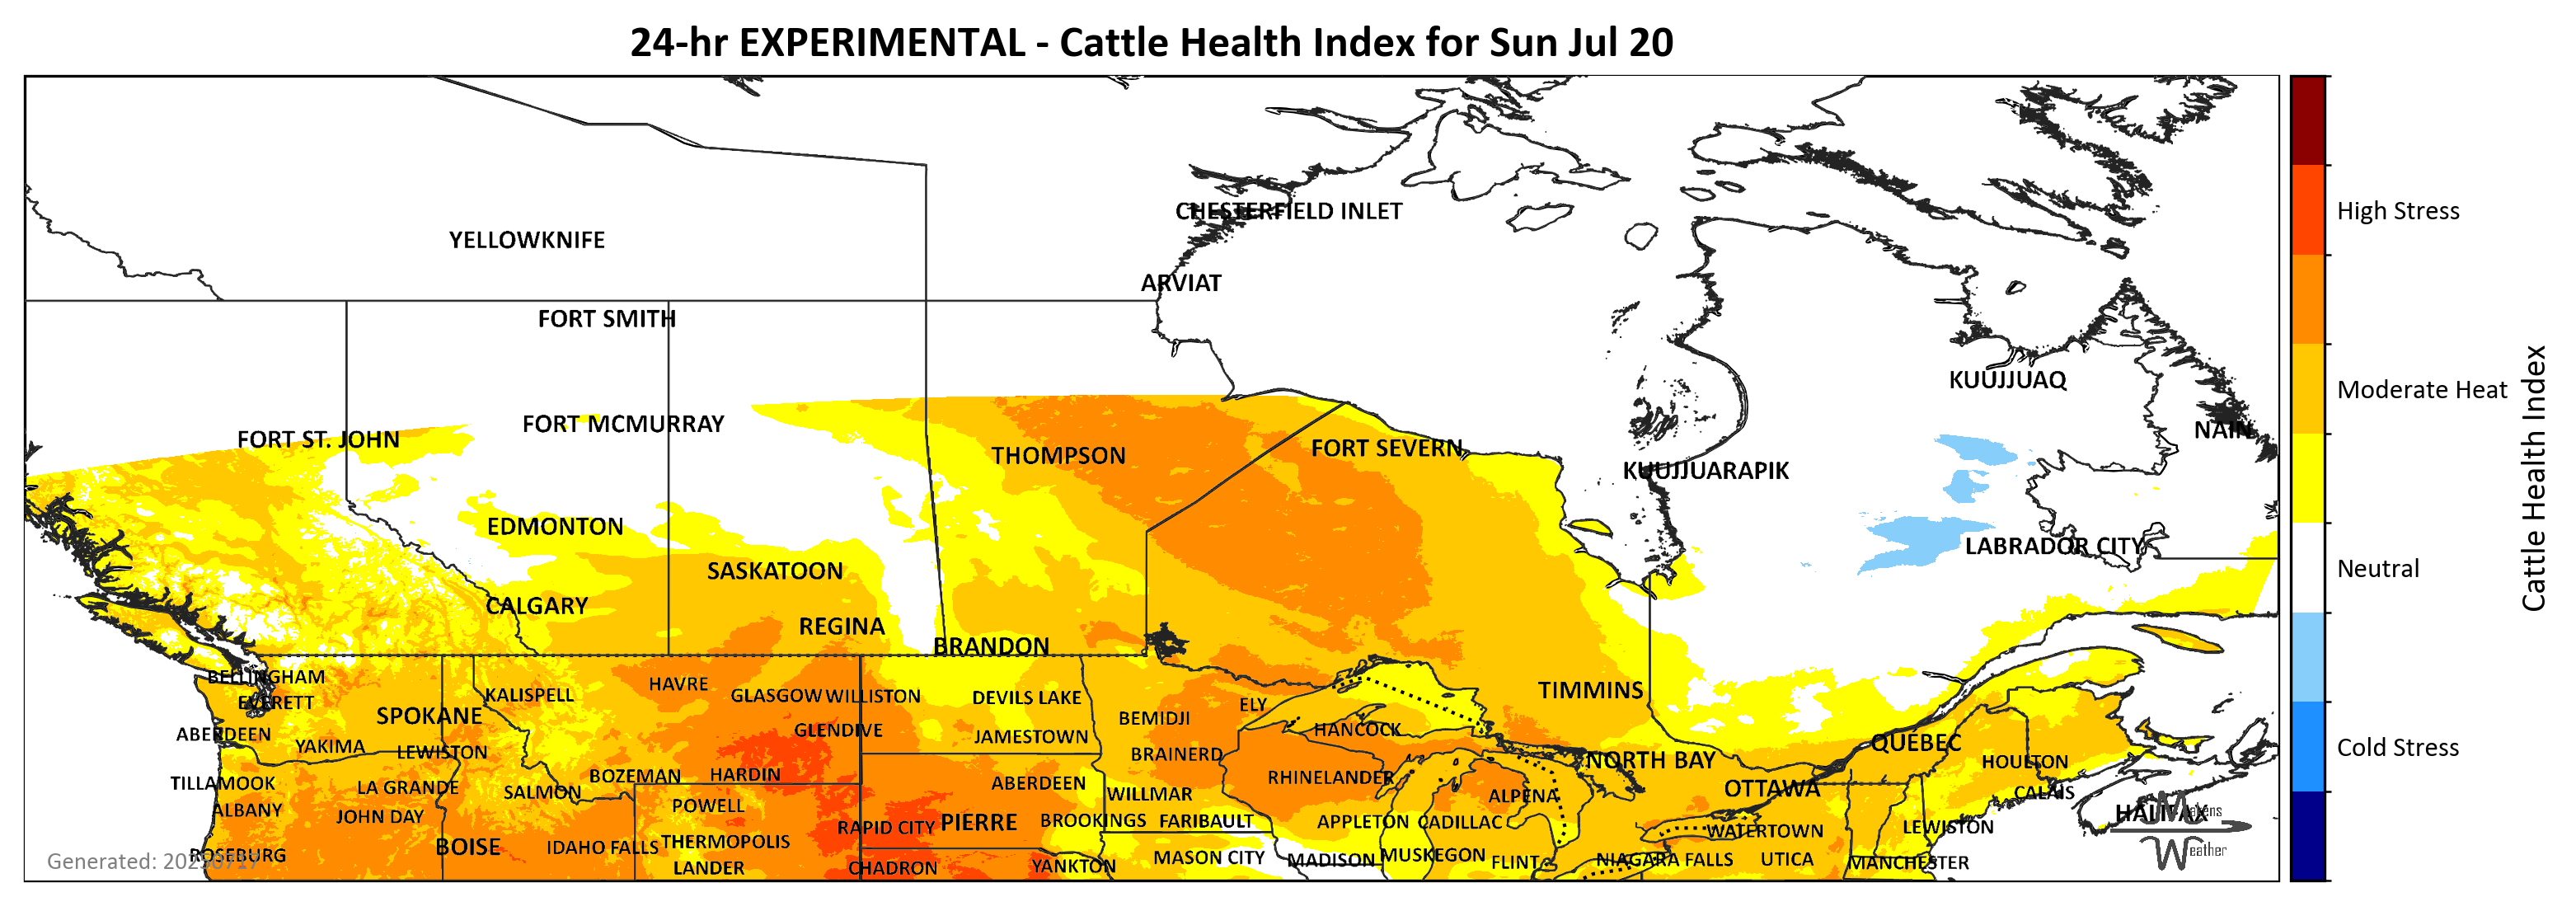 24-hr EXPERIMENTAL - Cattle Health Index for Sun Jul 20
CHESTERFIELD INLET
YELLOWKNIFE
ARVIAT
FORT SMITH
KUUJJUAQ
FORT ST. JOHN
FORT MCMURRAY
THOMPSON
FORT SEVERN
KUUJJUARAPIK
NAIN
EDMONTON
LABRADOR CITY
SASKATOON
CALGARY
REGINA
BRANDON
BELLINGHAM
EVERETT
KALISPELL
HAVRE
GLASGOW
WILLISTON
DEVILS LAKE
TIMMINS
SPOKANE
BEMIDJI
ELY
ABERDEEN
YAKIMA
LEWISTON
GLENDIVE
JAMESTOWN
BRAINERD
HANCOCK
QUEBEC
NORTH BAY
HOULTON
TILLAMOOK
LA GRANDE
SALMON
BOZEMAN
HARDIN
ABERDEEN
RHINELANDER
WILLMAR
ALPENA
OTTAWA
CALAIS
ALBANY
JOHN DAY
POWELL
RAPID CITY
PIERRE
BROOKINGS
FARIBAULT
APPLETON
CADILLAC
WATERTOWN
LEWISTON
HALIFAX
ROSEBURG
BOISE
IDAHO FALLS
THERMOPOLIS
LANDER
CHADRON
YANKTON
MASON CITY
MADISON
MUSKEGON
FLINT
NIAGARA FALLS
UTICA
MANCHESTER
Makens
Weather
Generated: 20250717
High Stress
Moderate Heat
Neutral
Cold Stress
Cattle Health Index